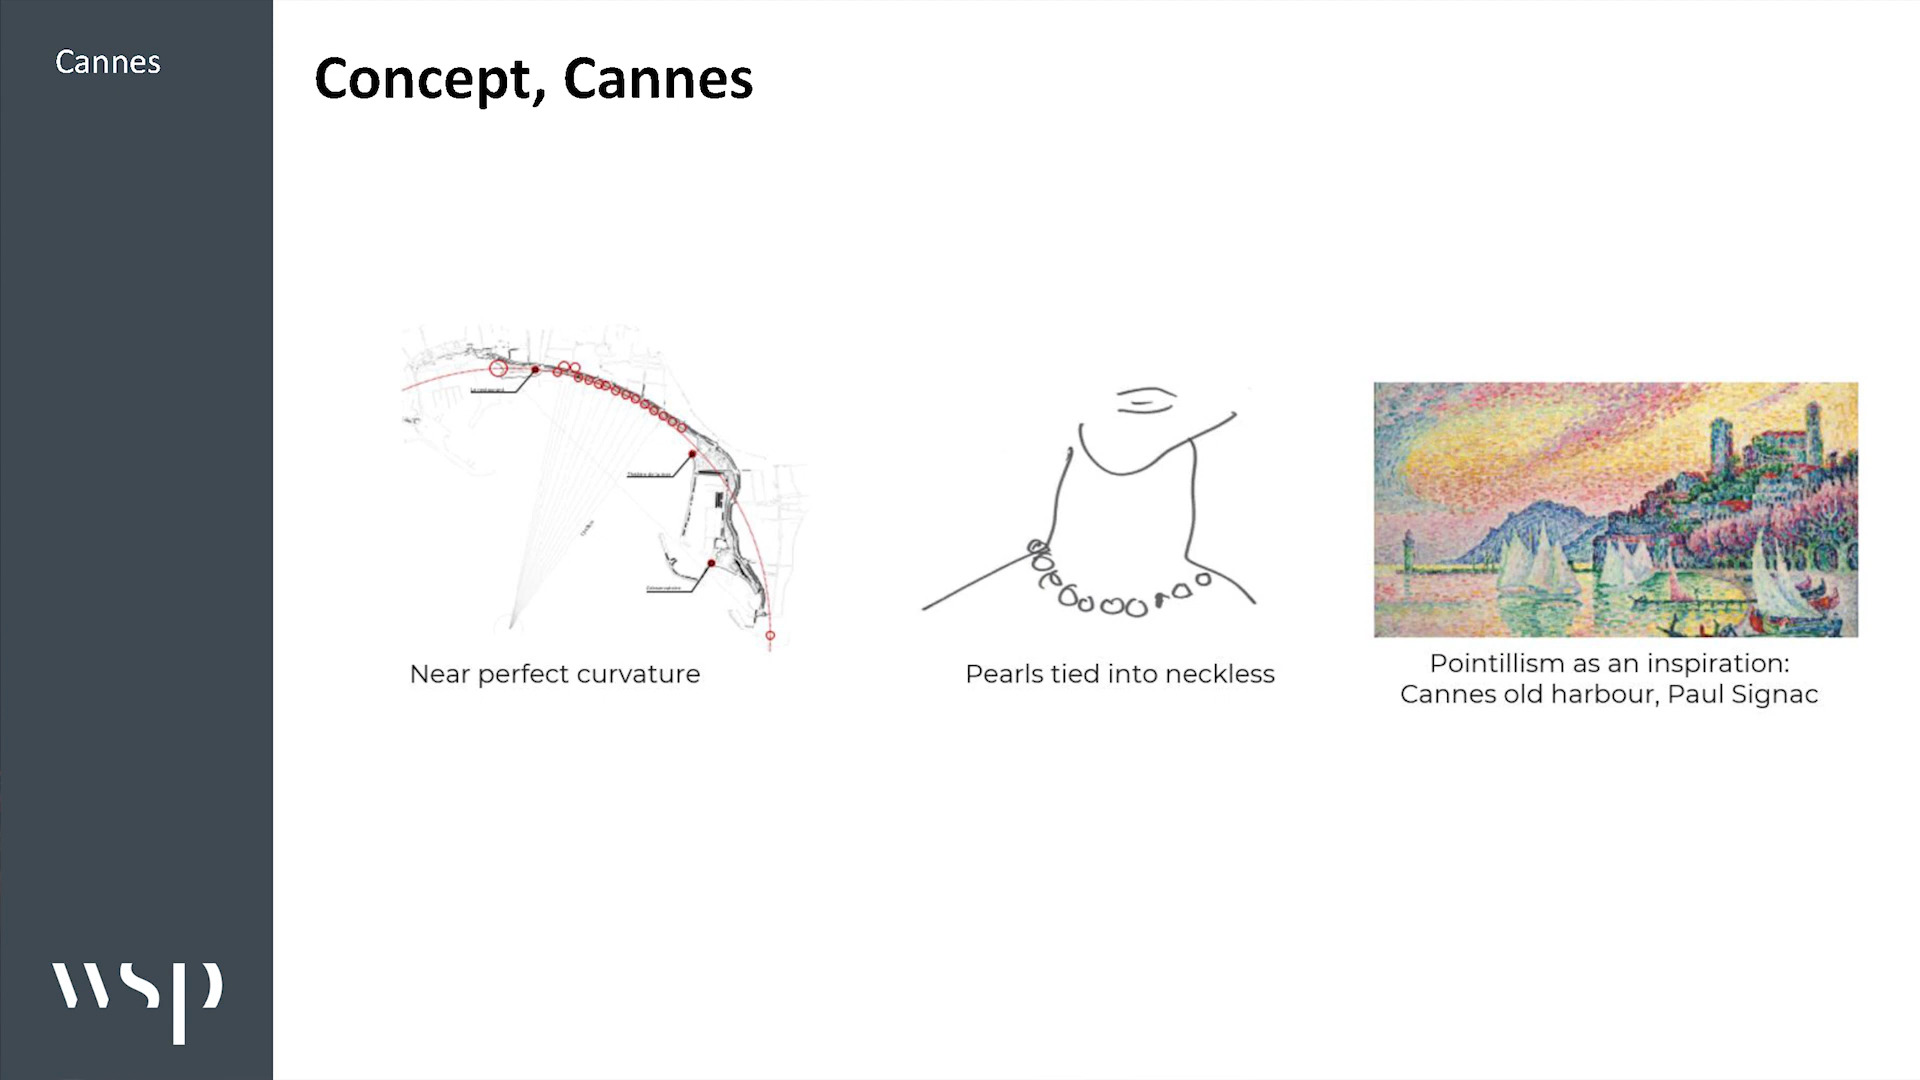 Cannes
Concept, Cannes
Near perfect curvature
Pearls tied into neckless
Pointillism as an inspiration:
Cannes old harbour, Paul Signac
wsp